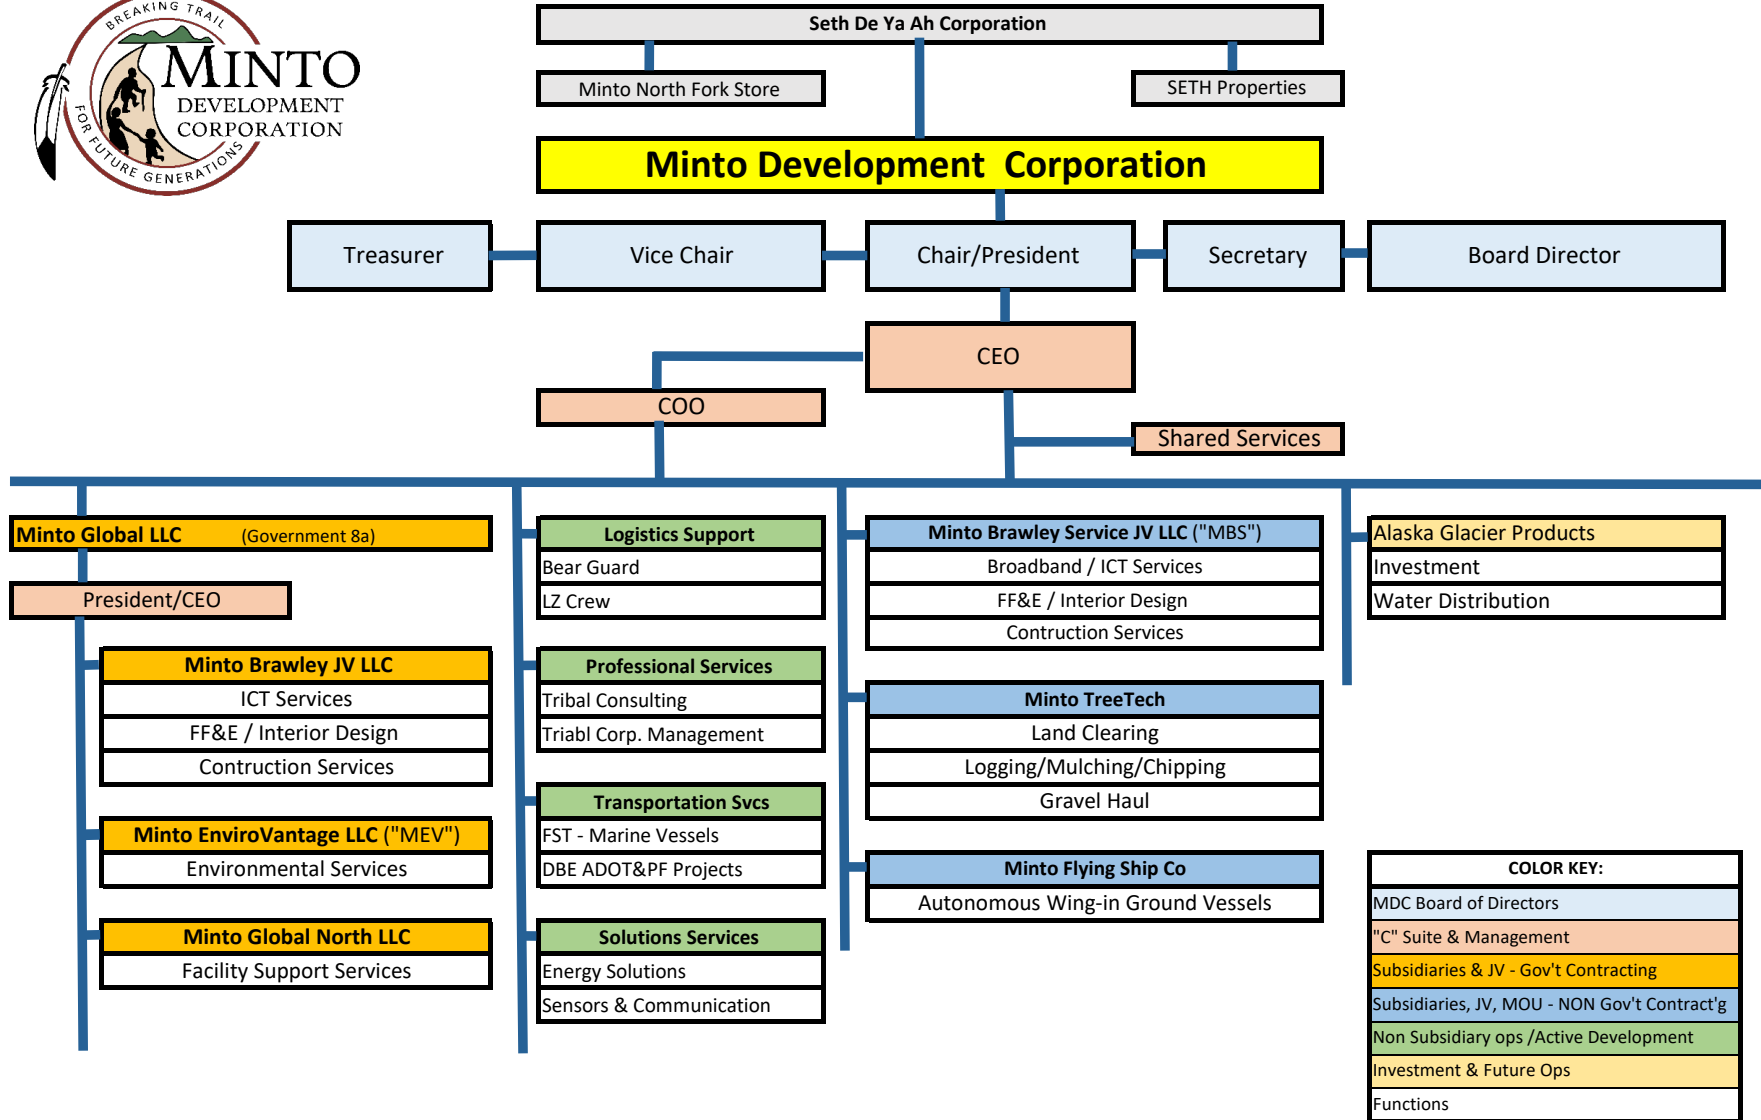 BREAKING TRAIL
MINTO
DEVELOPMENT
CORPORATION
FOR FUTURE GENERATIONS
Seth De Ya Ah Corporation
Minto North Fork Store
SETH Properties
Minto Development Corporation
Treasurer
Vice Chair
Chair/President
Secretary
Board Director
CEO
COO
Shared Services
Minto Global LLC (Government 8a)
President/CEO
Minto Brawley JV LLC
ICT Services
FF&E / Interior Design
Contruction Services
Minto EnviroVantage LLC ("MEV")
Environmental Services
Minto Global North LLC
Facility Support Services
Logistics Support
Bear Guard
LZ Crew
Professional Services
Tribal Consulting
Triabl Corp. Management
Transportation Svcs
FST - Marine Vessels
DBE ADOT&PF Projects
Solutions Services
Energy Solutions
Sensors & Communication
Minto Brawley Service JV LLC ("MBS")
Broadband / ICT Services
FF&E / Interior Design
Contruction Services
Minto TreeTech
Land Clearing
Logging/Mulching/Chipping
Gravel Haul
Minto Flying Ship Co
Autonomous Wing-in Ground Vessels
Alaska Glacier Products
Investment
Water Distribution
COLOR KEY:
MDC Board of Directors
"C" Suite & Management
Subsidiaries & JV - Gov't Contracting
Subsidiaries, JV, MOU - NON Gov't Contract'g
Non Subsidiary ops /Active Development
Investment & Future Ops
Functions